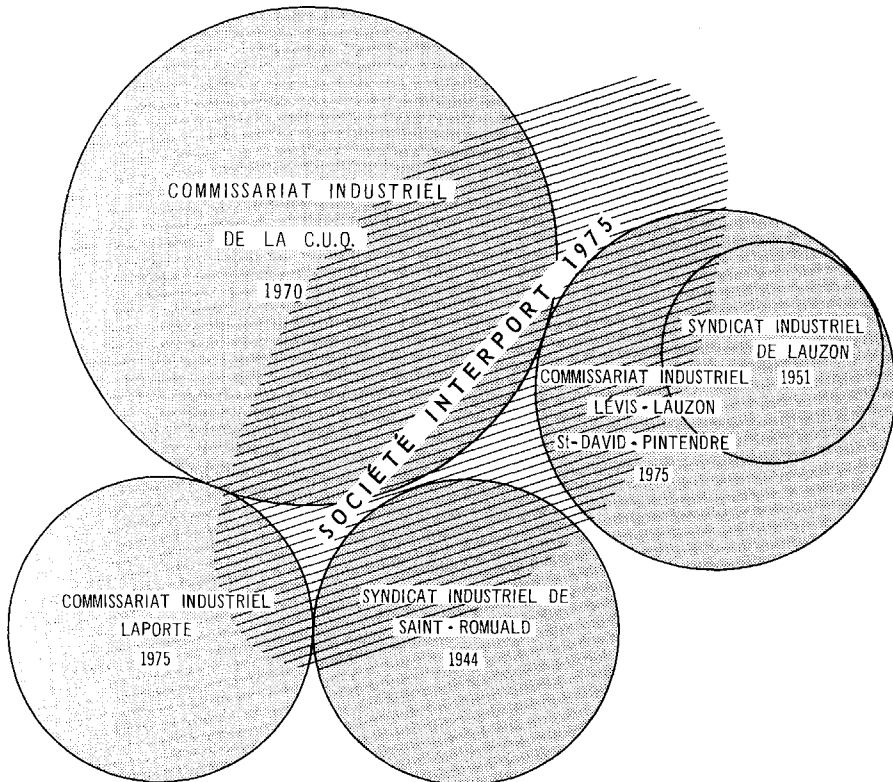 COMMISSARIAT INDUSTRIEL
DE LA C.U.Q.
1970
SOCIÉTÉ INTERPORT 1975
SYNDICAT INDUSTRIEL
DE LAUZON
1951
COMMISSARIAT INDUSTRIEL
LÉVIS-LAUZON
St-DAVID-PINTENDRE
1975
COMMISSARIAT INDUSTRIEL
LAPORTE
1975
SYNDICAT INDUSTRIEL DE
SAINT-ROMUALD
1944